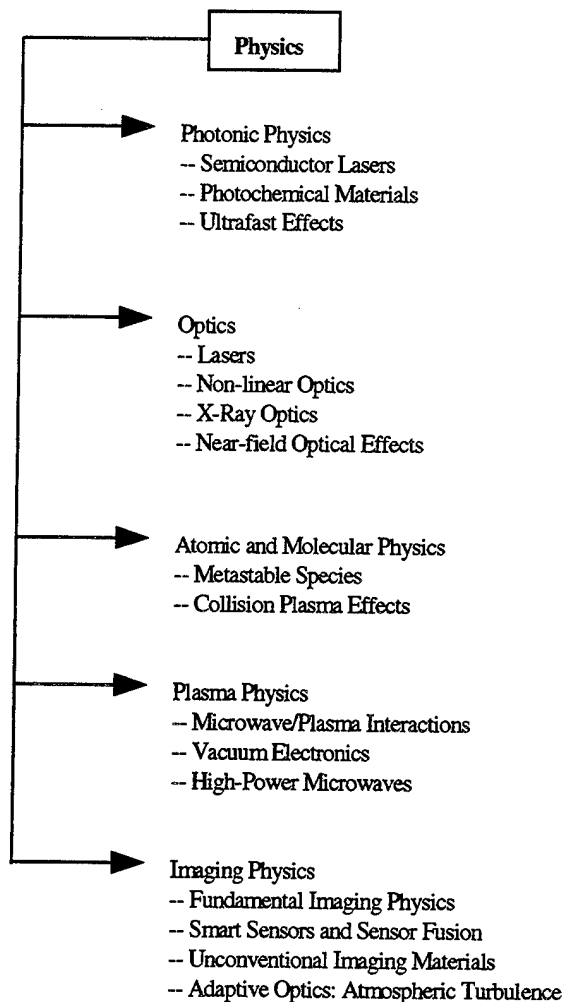 Physics
Photonic Physics
-- Semiconductor Lasers
-- Photochemical Materials
-- Ultrafast Effects
Optics
-- Lasers
-- Non-linear Optics
-- X-Ray Optics
-- Near-field Optical Effects
Atomic and Molecular Physics
-- Metastable Species
-- Collision Plasma Effects
Plasma Physics
-- Microwave/Plasma Interactions
-- Vacuum Electronics
-- High-Power Microwaves
Imaging Physics
-- Fundamental Imaging Physics
-- Smart Sensors and Sensor Fusion
-- Unconventional Imaging Materials
-- Adaptive Optics: Atmospheric Turbulence